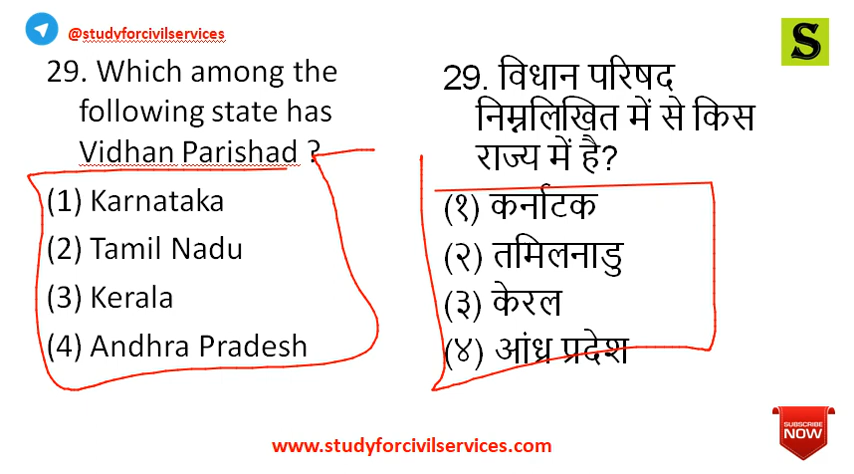 @studyforcivilservices
S
29. Which among the
following state has
Vidhan Parishad ?
(1) Karnataka
(2) Tamil Nadu
(3) Kerala
(4) Andhra Pradesh
29. विधान परिषद
निम्नलिखित में से किस
राज्य में है?
(१) कर्नाटक
(२) तमिलनाडु
(३) केरल
(४) आंध्र प्रदेश
SUBSCRIBE
NOW
www.studyforcivilservices.com